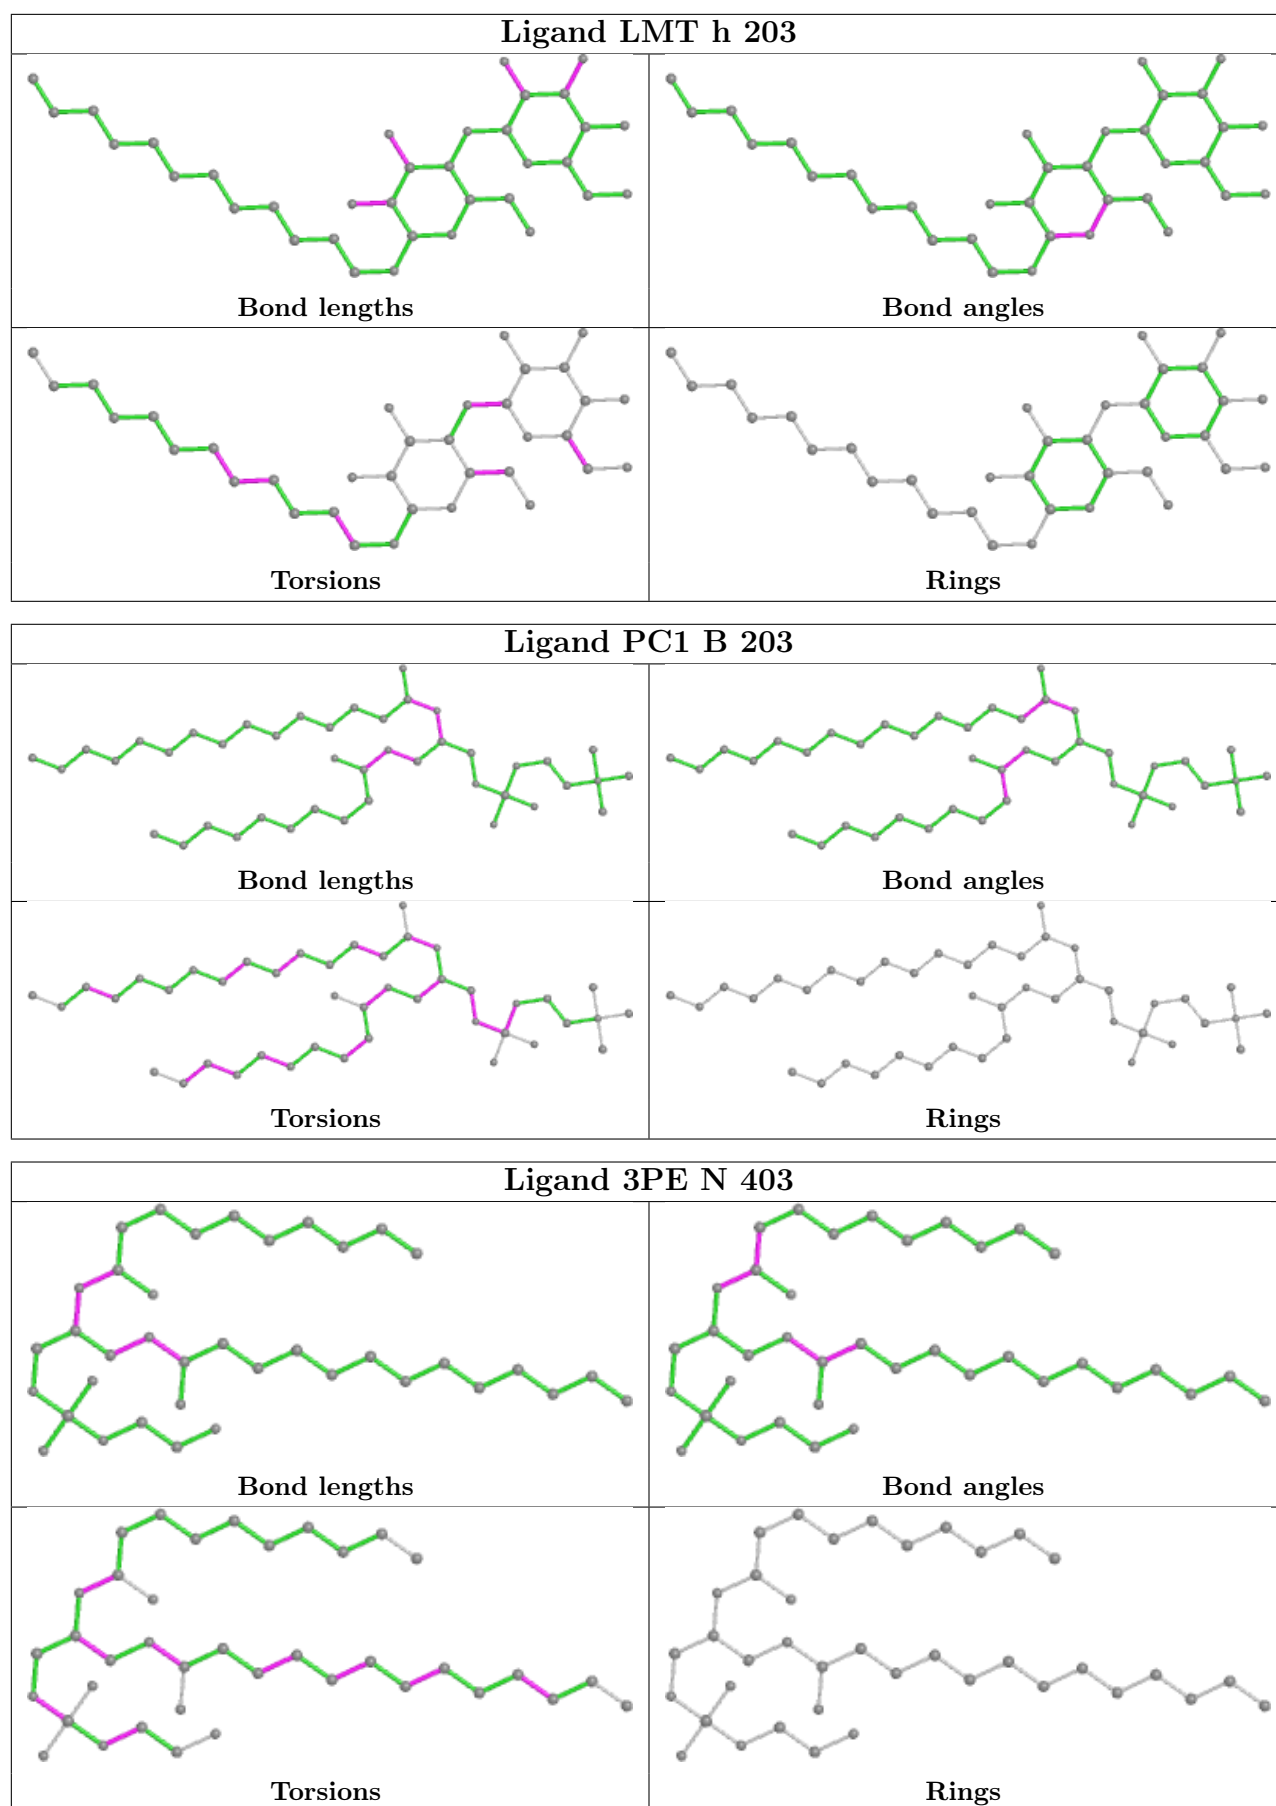 Ligand LMT h 203
Bond lengths
Bond angles
Torsions
Rings
Ligand PC1 B 203
Bond lengths
Bond angles
Torsions
Rings
Ligand 3PE N 403
Bond lengths
Bond angles
Torsions
Rings